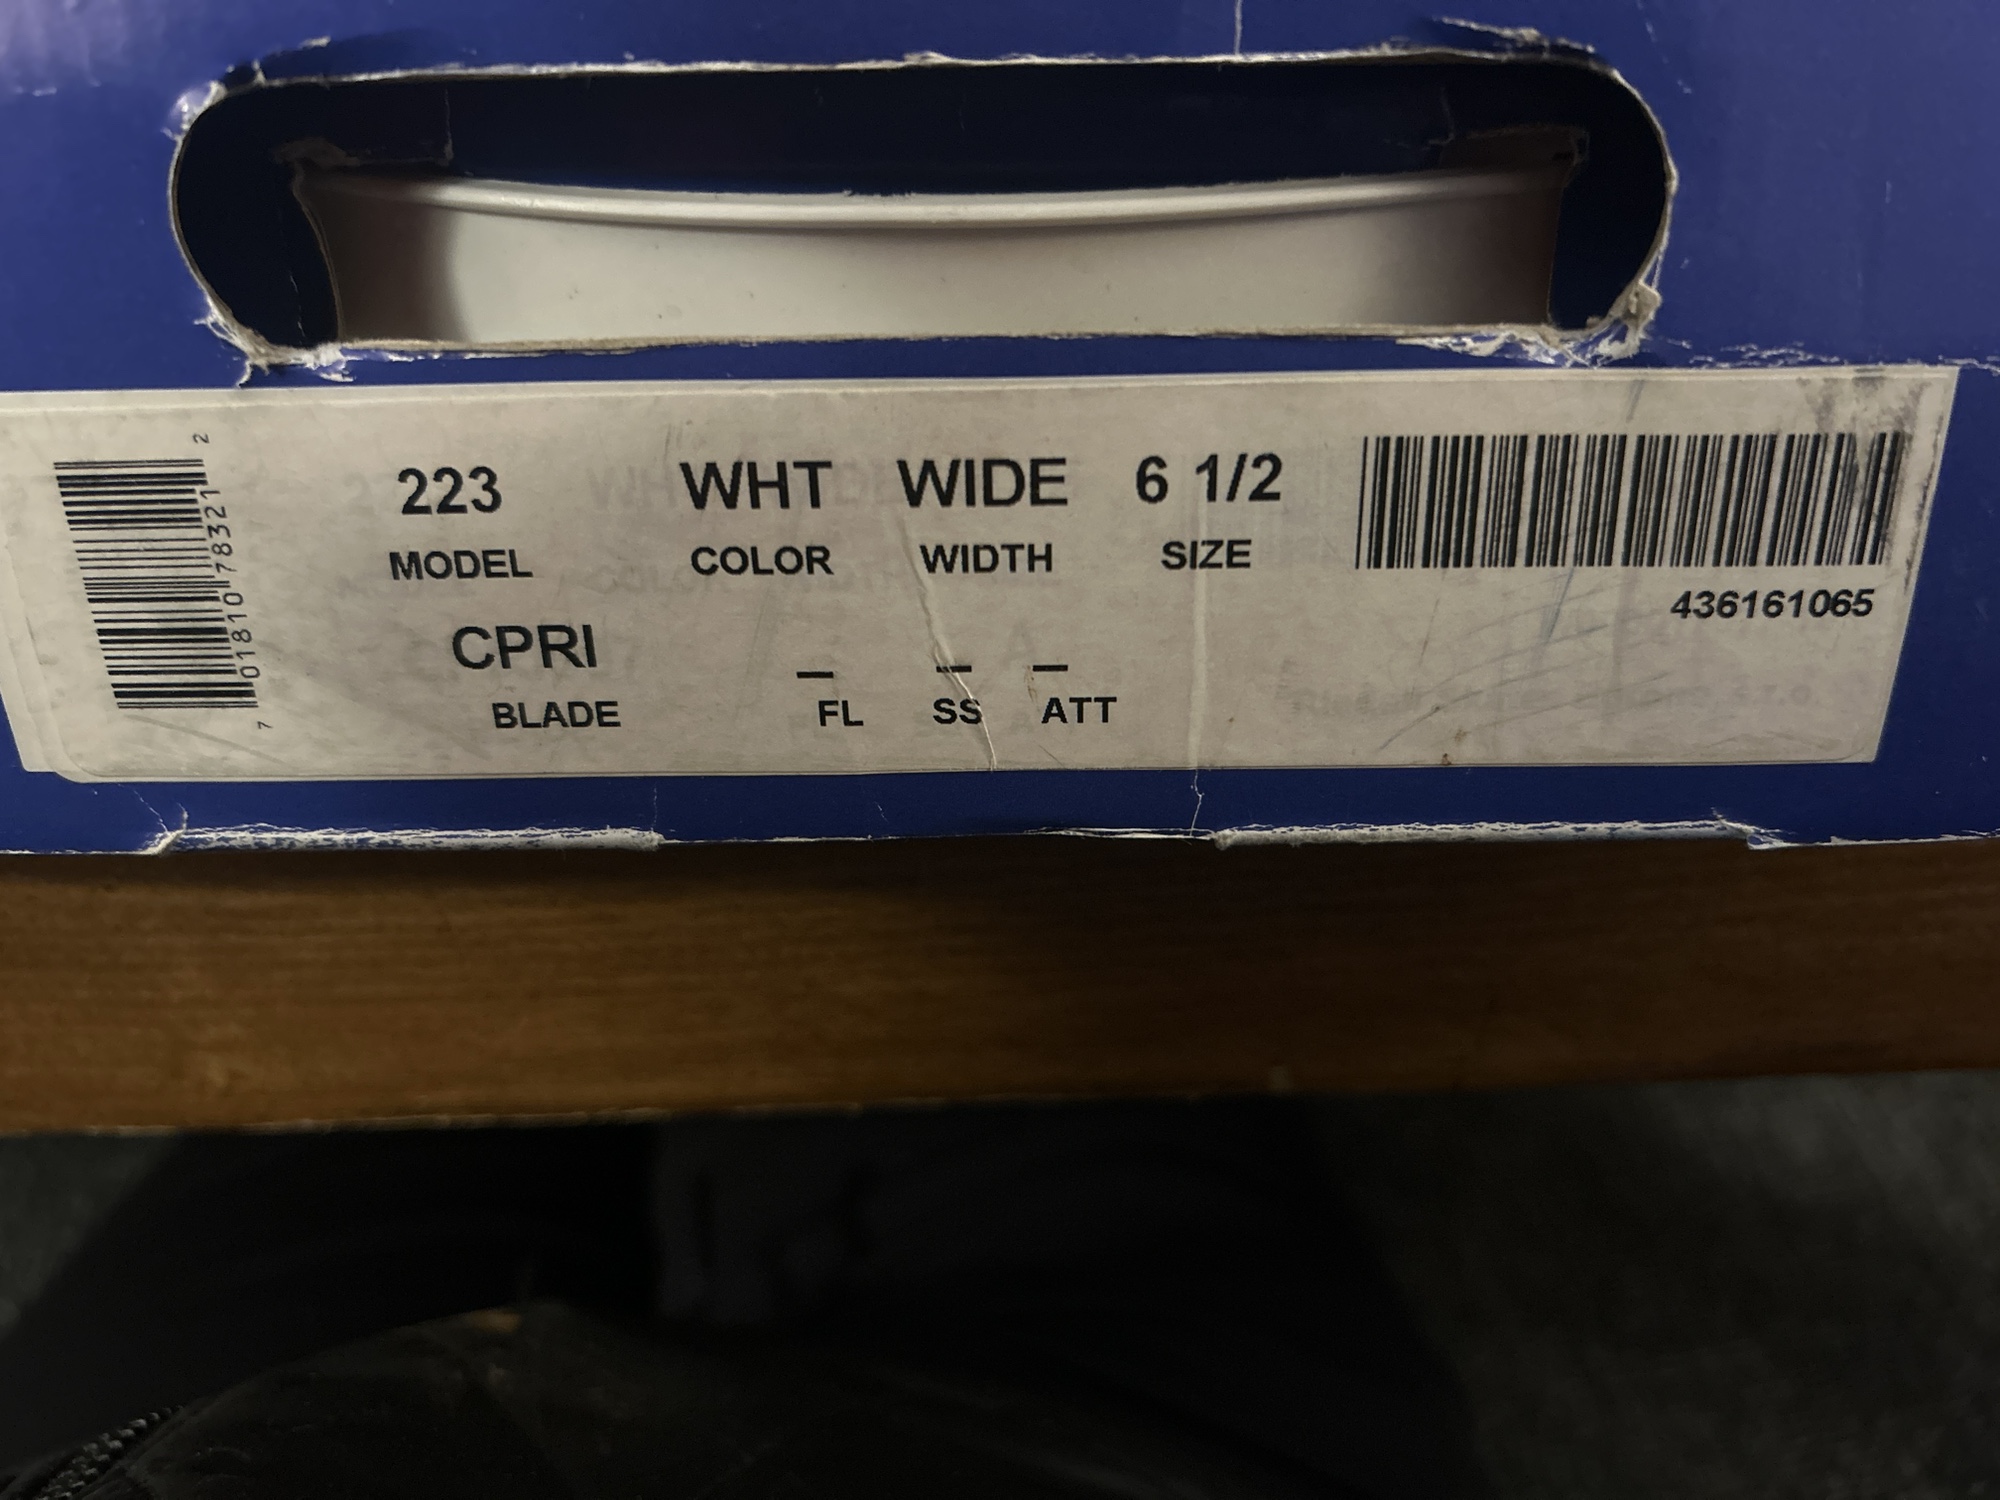 223 WHT WIDE 6 1/2
MODEL COLOR WIDTH SIZE
CPRI _ _ _
BLADE FL SS ATT
436161065
7 01810 78321 2